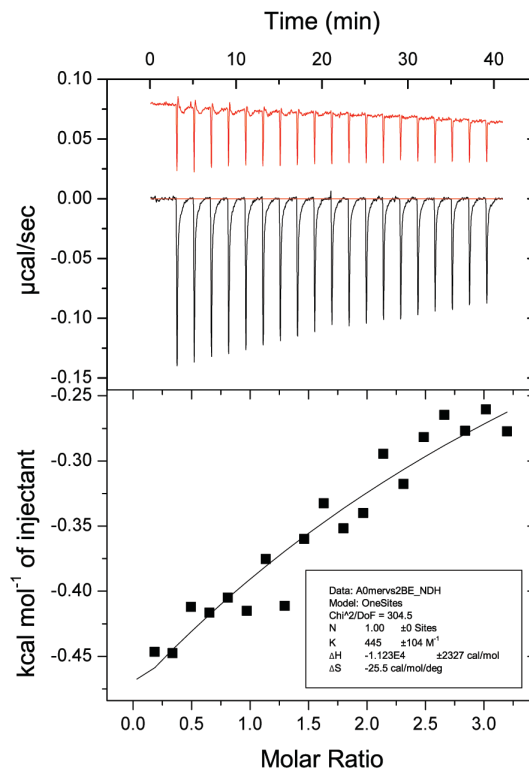 Time (min)
0 10 20 30 40
0.10
0.05
0.00
-0.05
-0.10
-0.15
µcal/sec
-0.25
-0.30
-0.35
-0.40
-0.45
kcal mol⁻¹ of injectant
Data: A0mervs2BE_NDH
Model: OneSites
Chi^2/DoF = 304.5
N 1.00 ±0 Sites
K 445 ±104 M⁻¹
ΔH -1.123E4 ±2327 cal/mol
ΔS -25.5 cal/mol/deg
0.0 0.5 1.0 1.5 2.0 2.5 3.0
Molar Ratio